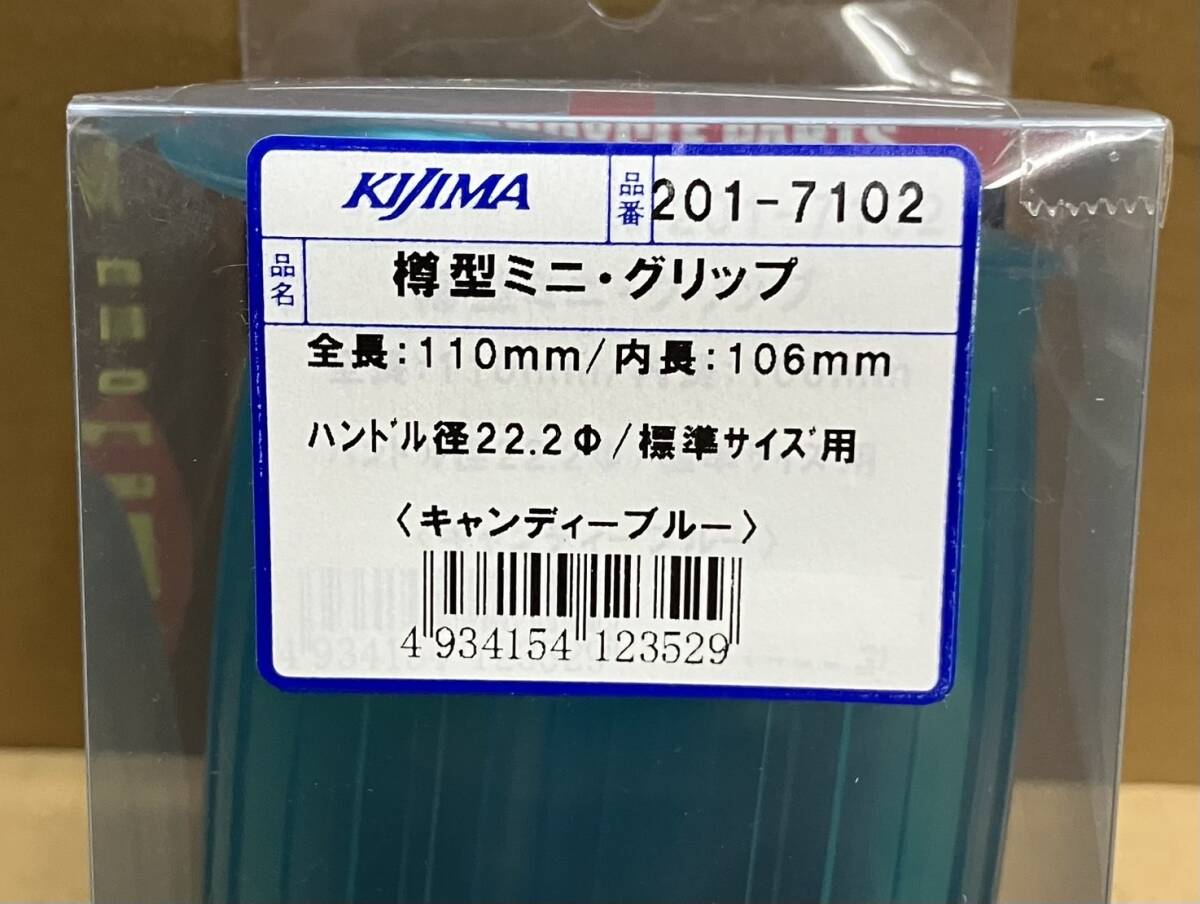 KIJIMA 品番 201-7102
品名 樽型ミニ・グリップ
全長:110mm/内長:106mm
ハンドル径22.2Φ/標準サイズ用
〈キャンディーブルー〉
4 934154 123529